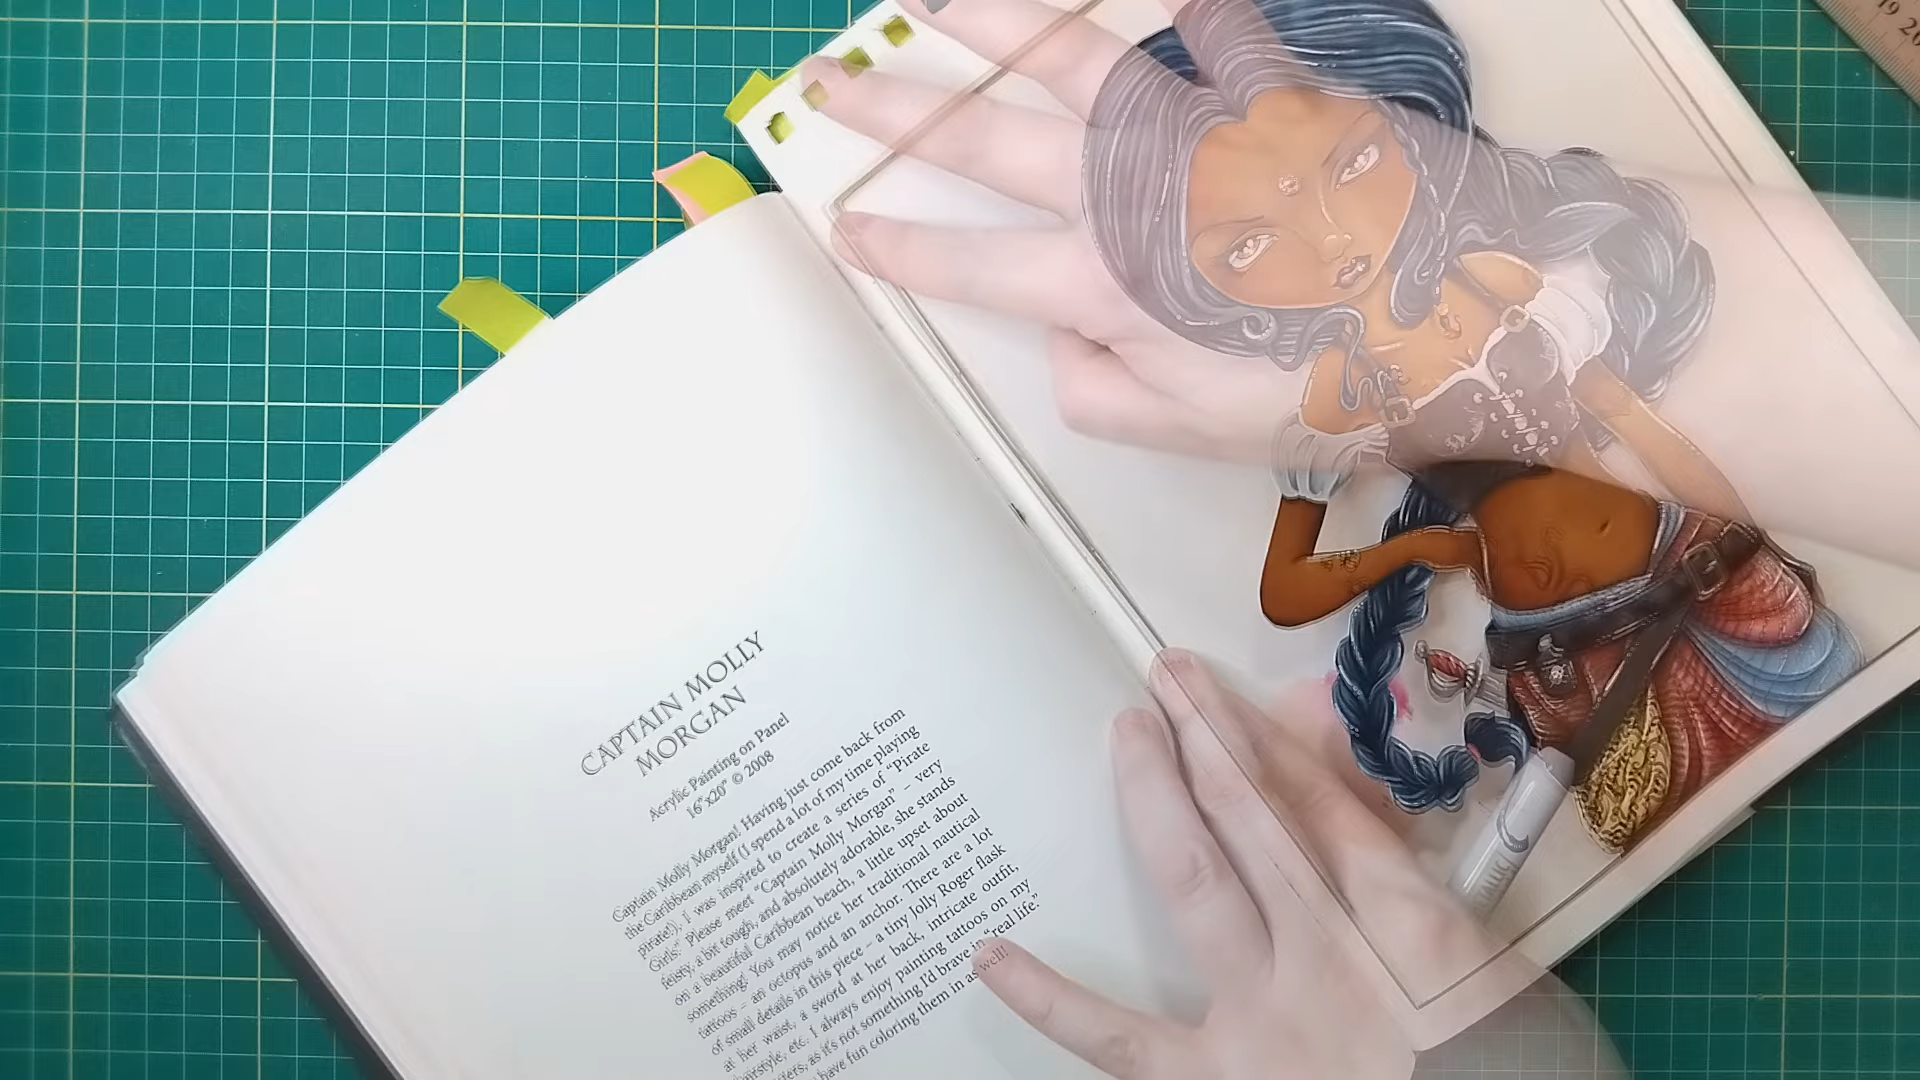 CAPTAIN MOLLY
MORGAN
Acrylic Painting on Panel
16"x20" © 2008
Captain Molly Morgan! Having just come back from
the Caribbean myself (I spend a lot of my time playing
pirate!), I was inspired to create a series of "Pirate
Girls." Please meet "Captain Molly Morgan" – very
feisty, a bit tough, and absolutely adorable, she stands
on a beautiful Caribbean beach, a little upset about
something! You may notice her traditional nautical
tattoos – an octopus and an anchor. There are a lot
of small details in this piece – a tiny Jolly Roger flask
at her waist, a sword at her back, intricate outfit,
etc. I always enjoy painting tattoos on my
as it's not something I'd brave in "real life."
have fun coloring them in as well!
19 20